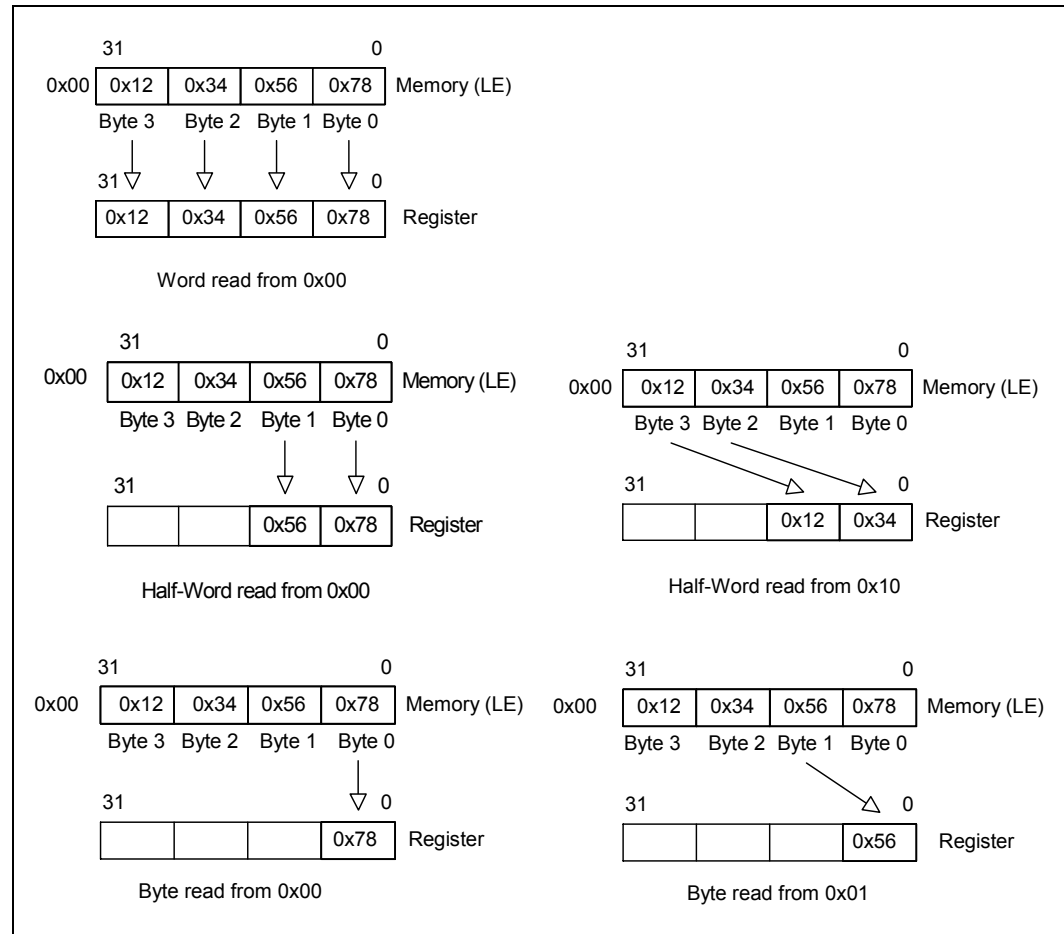 31 0
0x00 0x12 0x34 0x56 0x78 Memory (LE)
Byte 3 Byte 2 Byte 1 Byte 0
31 0
0x12 0x34 0x56 0x78 Register
Word read from 0x00
31 0
0x00 0x12 0x34 0x56 0x78 Memory (LE)
Byte 3 Byte 2 Byte 1 Byte 0
31 0
0x56 0x78 Register
Half-Word read from 0x00
31 0
0x00 0x12 0x34 0x56 0x78 Memory (LE)
Byte 3 Byte 2 Byte 1 Byte 0
31 0
0x12 0x34 Register
Half-Word read from 0x10
31 0
0x00 0x12 0x34 0x56 0x78 Memory (LE)
Byte 3 Byte 2 Byte 1 Byte 0
31 0
0x78 Register
Byte read from 0x00
31 0
0x00 0x12 0x34 0x56 0x78 Memory (LE)
Byte 3 Byte 2 Byte 1 Byte 0
31 0
0x56 Register
Byte read from 0x01